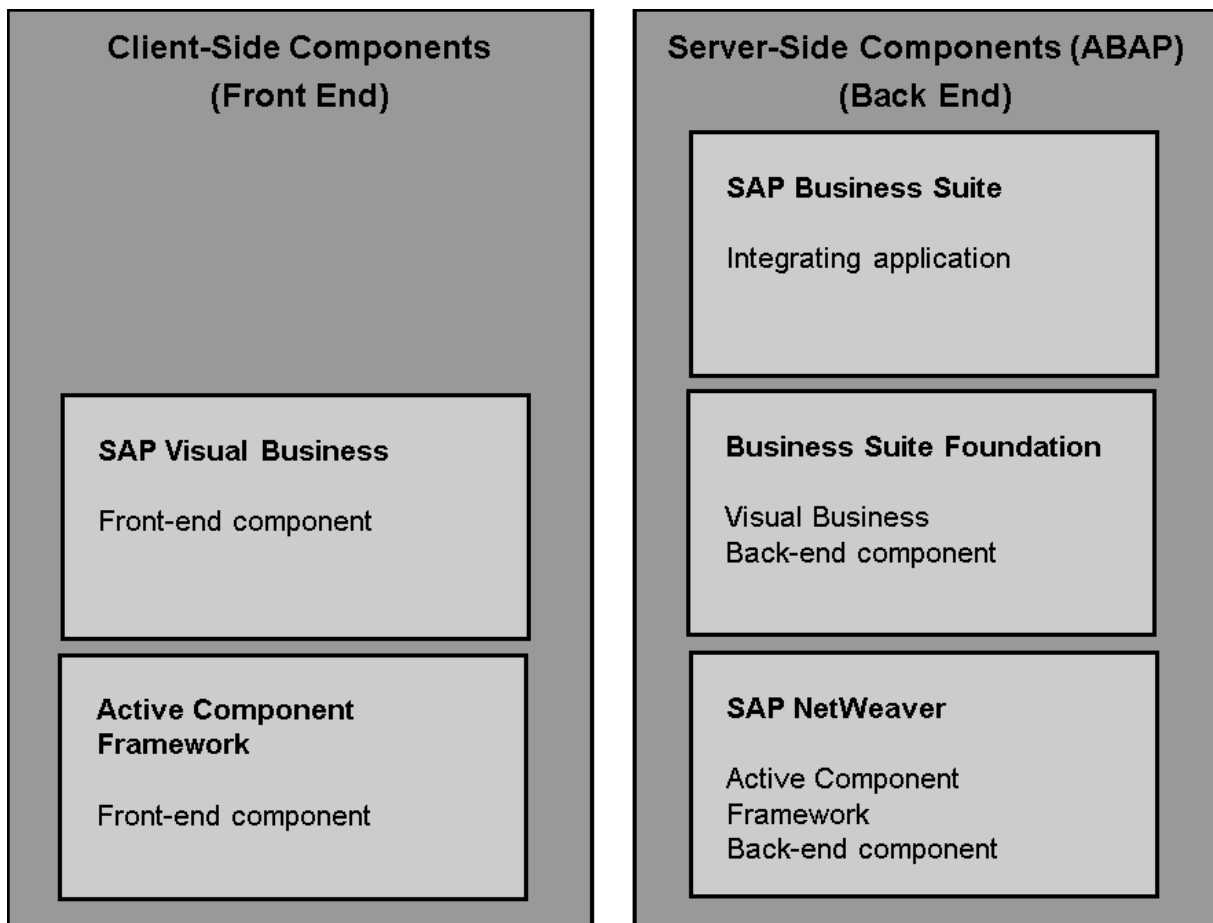 Client-Side Components
(Front End)
SAP Visual Business
Front-end component
Active Component
Framework
Front-end component
Server-Side Components (ABAP)
(Back End)
SAP Business Suite
Integrating application
Business Suite Foundation
Visual Business
Back-end component
SAP NetWeaver
Active Component
Framework
Back-end component